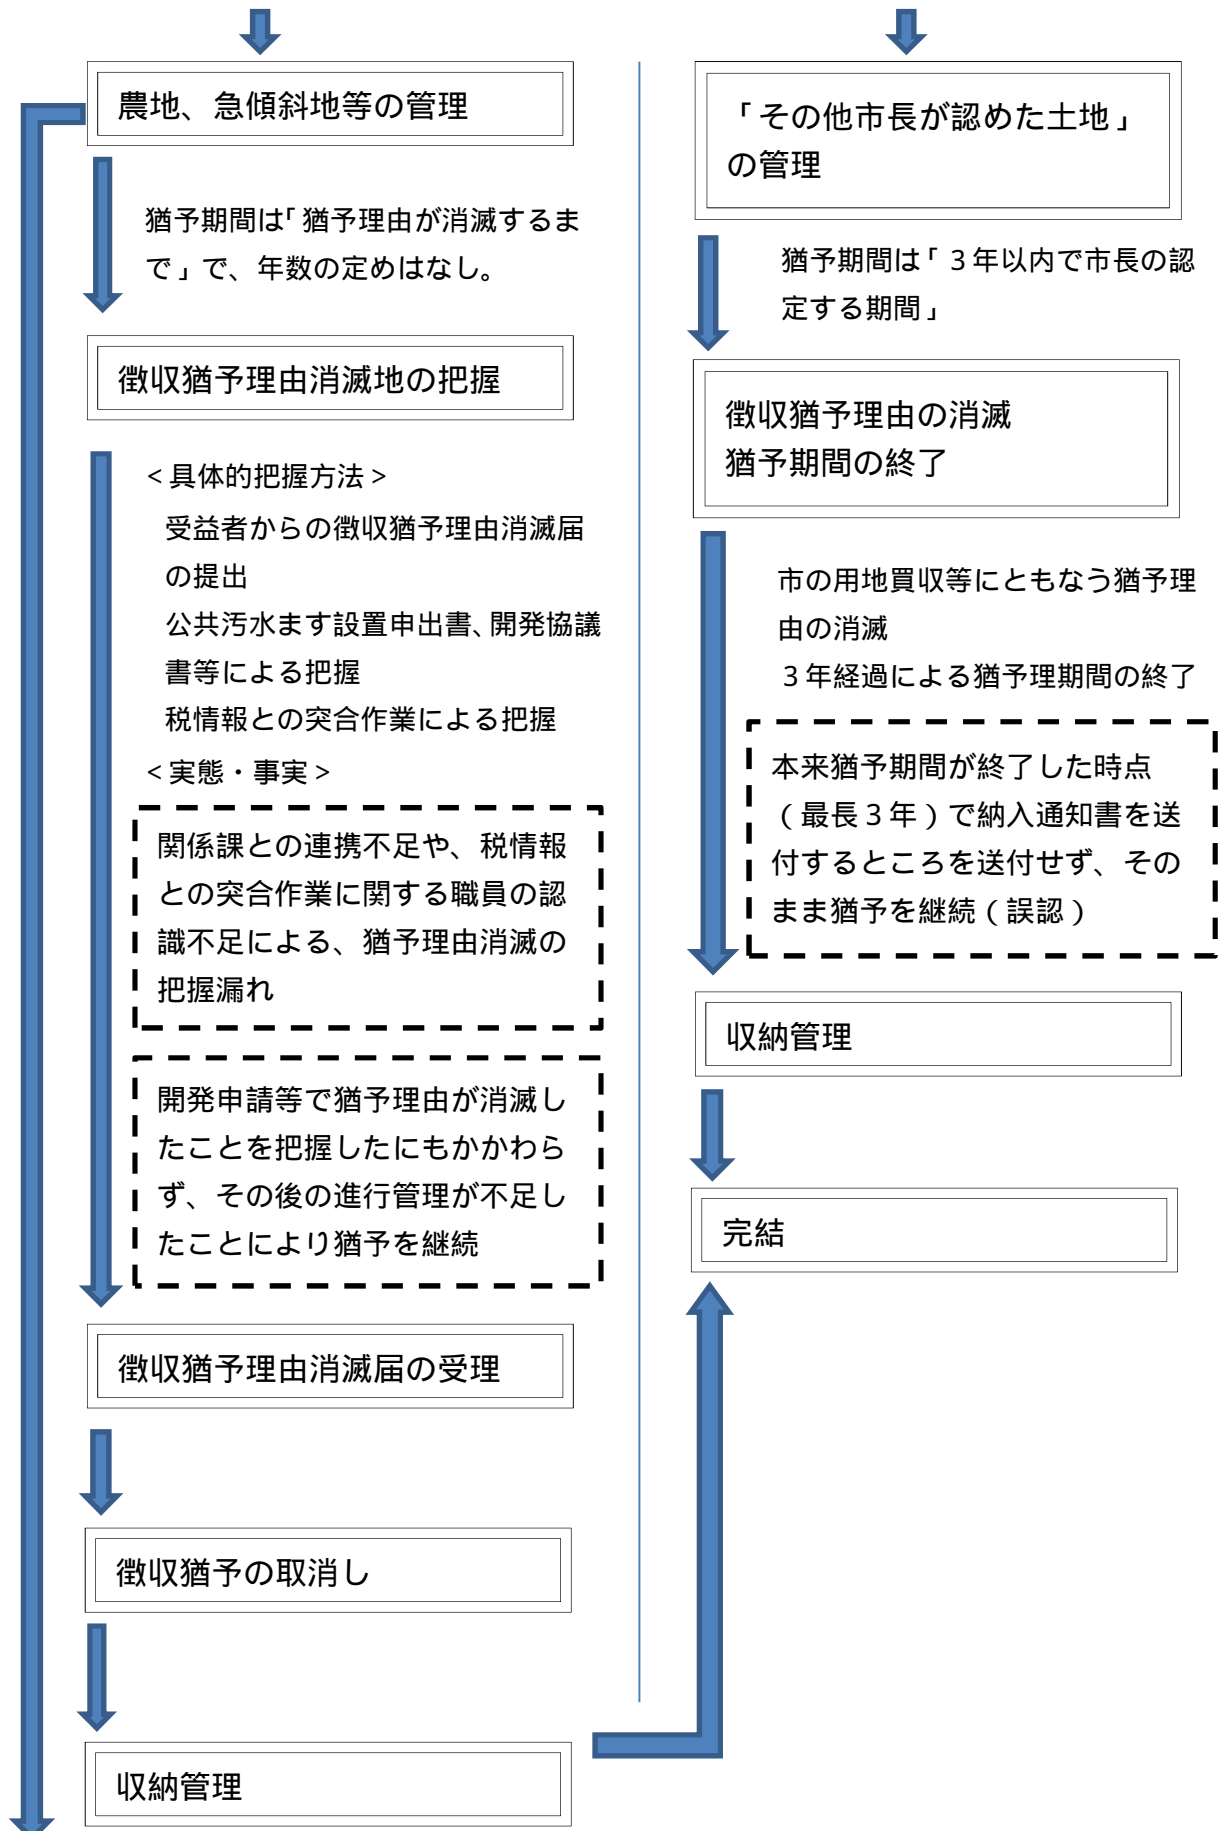 農地、急傾斜地等の管理
猶予期間は「猶予理由が消滅するま
で」で、年数の定めはなし。
徴収猶予理由消滅地の把握
<具体的把握方法>
受益者からの徴収猶予理由消滅届
の提出
公共汚水ます設置申出書、開発協議
書等による把握
税情報との突合作業による把握
<実態・事実>
関係課との連携不足や、税情報
との突合作業に関する職員の認
識不足による、猶予理由消滅の
把握漏れ
開発申請等で猶予理由が消滅し
たことを把握したにもかかわら
ず、その後の進行管理が不足し
たことにより猶予を継続
徴収猶予理由消滅届の受理
徴収猶予の取消し
収納管理
「その他市長が認めた土地」
の管理
猶予期間は「3年以内で市長の認
定する期間」
徴収猶予理由の消滅
猶予期間の終了
市の用地買収等にともなう猶予理
由の消滅
3年経過による猶予理期間の終了
本来猶予期間が終了した時点
(最長3年)で納入通知書を送
付するところを送付せず、その
まま猶予を継続(誤認)
収納管理
完結